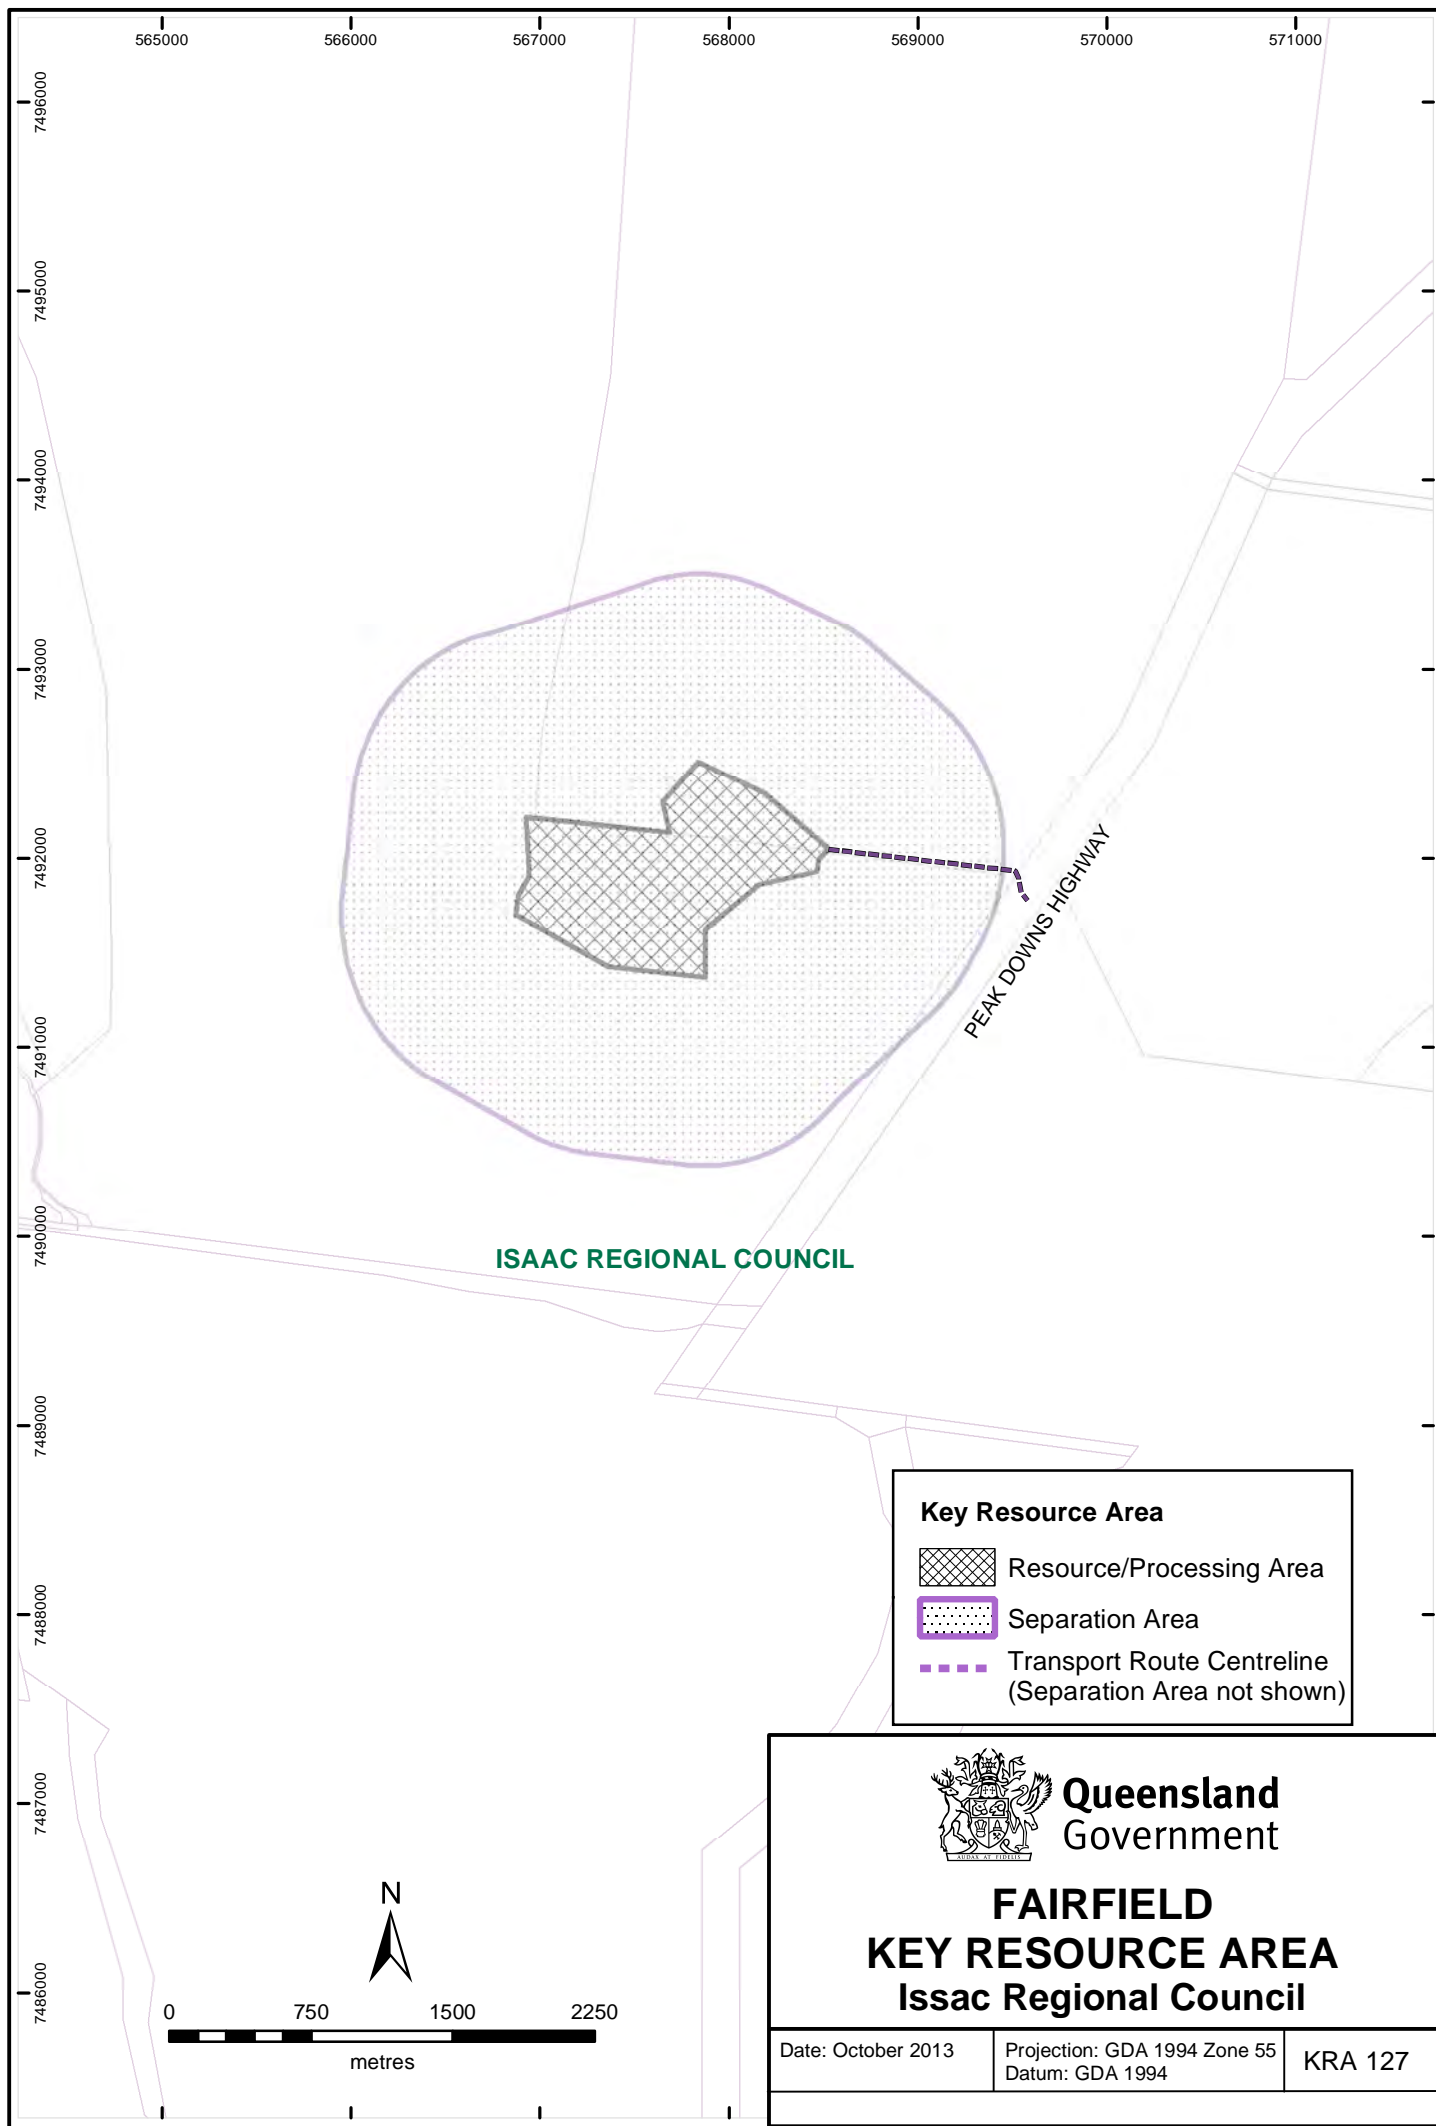 565000
566000
567000
568000
569000
570000
571000
7496000
7495000
7494000
7493000
7492000
7491000
7490000
7489000
7488000
7487000
7486000
PEAK DOWNS HIGHWAY
ISAAC REGIONAL COUNCIL
Key Resource Area
Resource/Processing Area
Separation Area
Transport Route Centreline
(Separation Area not shown)
AUDAX AT FIDELIS
Queensland
Government
FAIRFIELD
KEY RESOURCE AREA
Issac Regional Council
Date: October 2013
Projection: GDA 1994 Zone 55
Datum: GDA 1994
KRA 127
N
0 750 1500 2250
metres